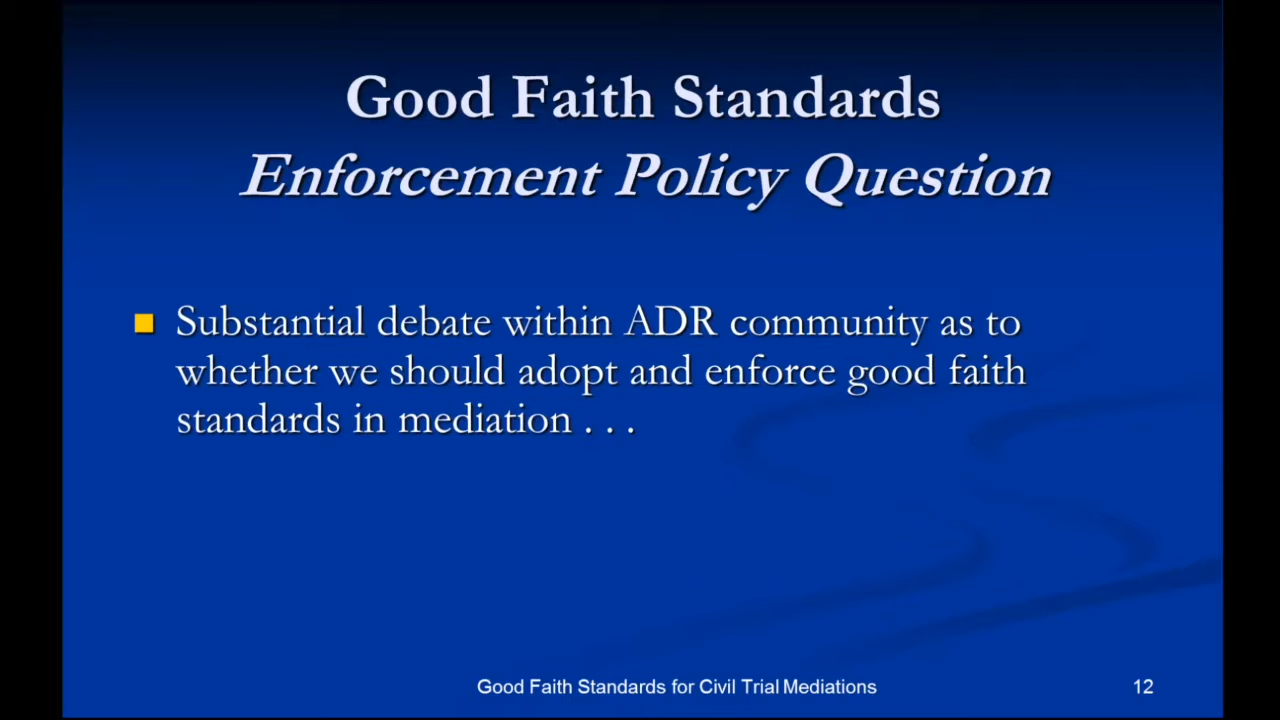 Good Faith Standards
Enforcement Policy Question
Substantial debate within ADR community as to
whether we should adopt and enforce good faith
standards in mediation . . .
Good Faith Standards for Civil Trial Mediations
12